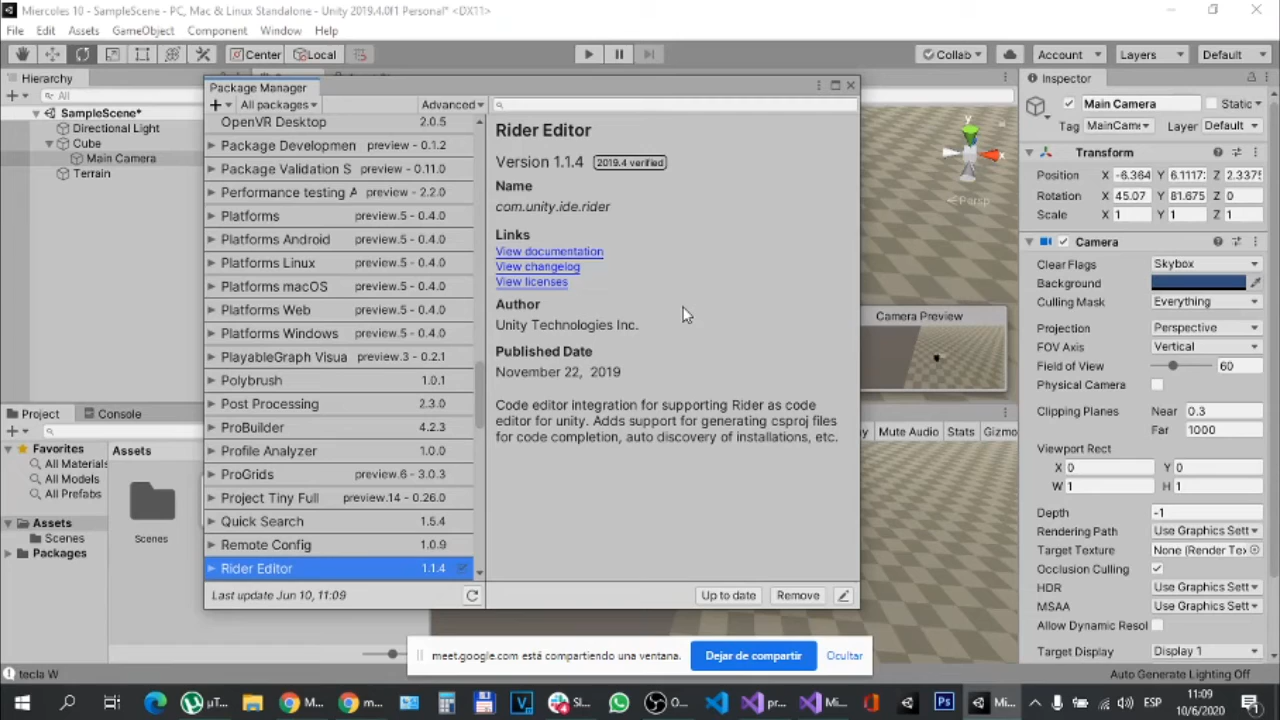 Miercoles 10 - SampleScene - PC, Mac & Linux Standalone - Unity 2019.4.0f1 Personal* <DX11>
File Edit Assets GameObject Component Window Help
Center Local Collab Account Layers Default
Hierarchy
All
SampleScene*
Directional Light
Cube
Main Camera
Terrain
Package Manager
All packages Advanced
OpenVR Desktop 2.0.5
Package Developmen preview - 0.1.2
Package Validation S preview - 0.11.0
Performance testing A preview - 2.2.0
Platforms preview.5 - 0.4.0
Platforms Android preview.5 - 0.4.0
Platforms Linux preview.5 - 0.4.0
Platforms macOS preview.5 - 0.4.0
Platforms Web preview.5 - 0.4.0
Platforms Windows preview.5 - 0.4.0
PlayableGraph Visua preview.3 - 0.2.1
Polybrush 1.0.1
Post Processing 2.3.0
ProBuilder 4.2.3
Profile Analyzer 1.0.0
ProGrids preview.6 - 3.0.3
Project Tiny Full preview.14 - 0.26.0
Quick Search 1.5.4
Remote Config 1.0.9
Rider Editor 1.1.4
Last update Jun 10, 11:09
Rider Editor
Version 1.1.4 2019.4 verified
Name
com.unity.ide.rider
Links
View documentation
View changelog
View licenses
Author
Unity Technologies Inc.
Published Date
November 22, 2019
Code editor integration for supporting Rider as code
editor for unity. Adds support for generating csproj files
for code completion, auto discovery of installations, etc.
Up to date Remove
y
x
Persp
Camera Preview
Mute Audio Stats Gizmo
Inspector
Main Camera Static
Tag MainCame Layer Default
Transform
Position X -6.364 Y 6.1117 Z 2.3375
Rotation X 45.07 Y 81.675 Z 0
Scale X 1 Y 1 Z 1
Camera
Clear Flags Skybox
Background
Culling Mask Everything
Projection Perspective
FOV Axis Vertical
Field of View 60
Physical Camera
Clipping Planes Near 0.3
Far 1000
Viewport Rect
X 0 Y 0
W 1 H 1
Depth -1
Rendering Path Use Graphics Sett
Target Texture None (Render Tex
Occlusion Culling
HDR Use Graphics Sett
MSAA Use Graphics Sett
Allow Dynamic Resol
Target Display Display 1
Project Console
Favorites
All Materials
All Models
All Prefabs
Assets
Scenes
Packages
Assets
Scenes
meet.google.com está compartiendo una ventana. Dejar de compartir Ocultar
tecla W
Auto Generate Lighting Off
µT... M... m... Sl... O... pr... Mi... Mi...
ESP 11:09
10/6/2020